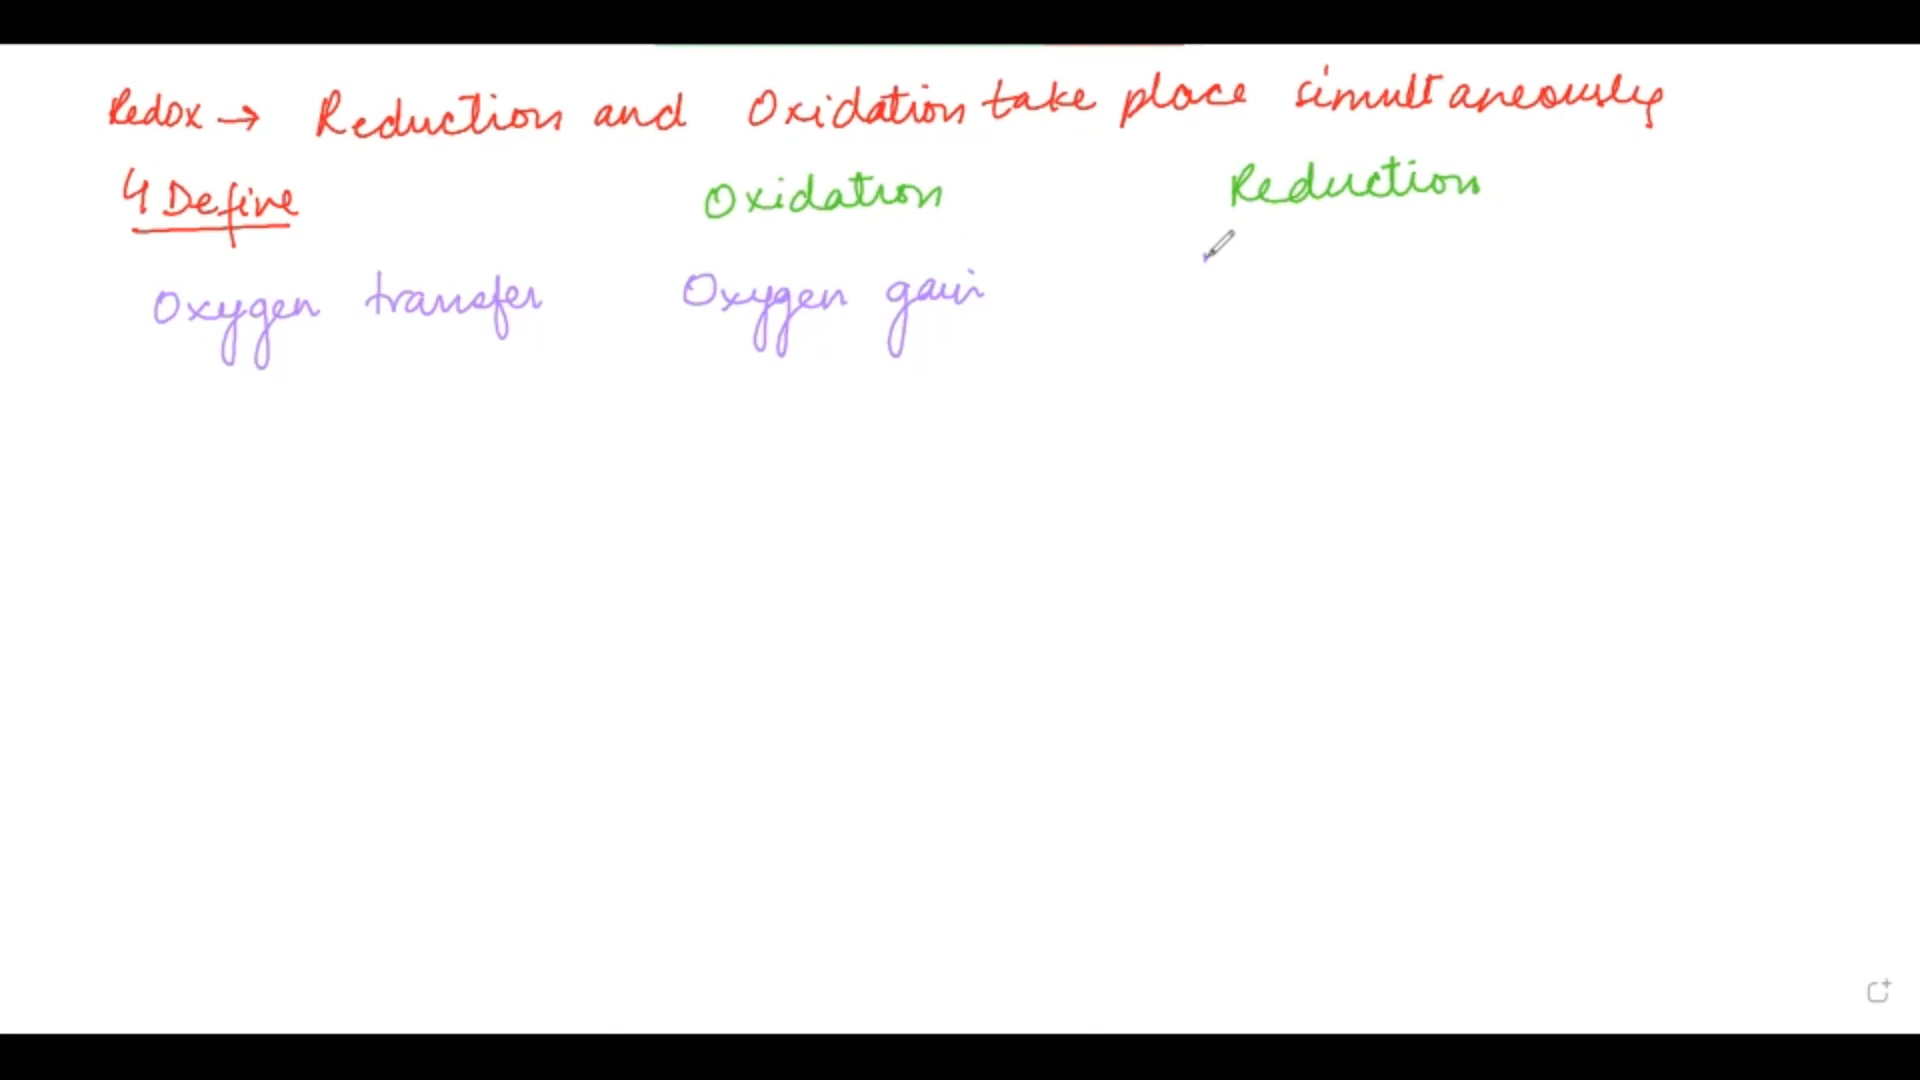 Redox → Reduction and Oxidation take place simultaneously
4 Define Oxidation Reduction
Oxygen transfer Oxygen gain